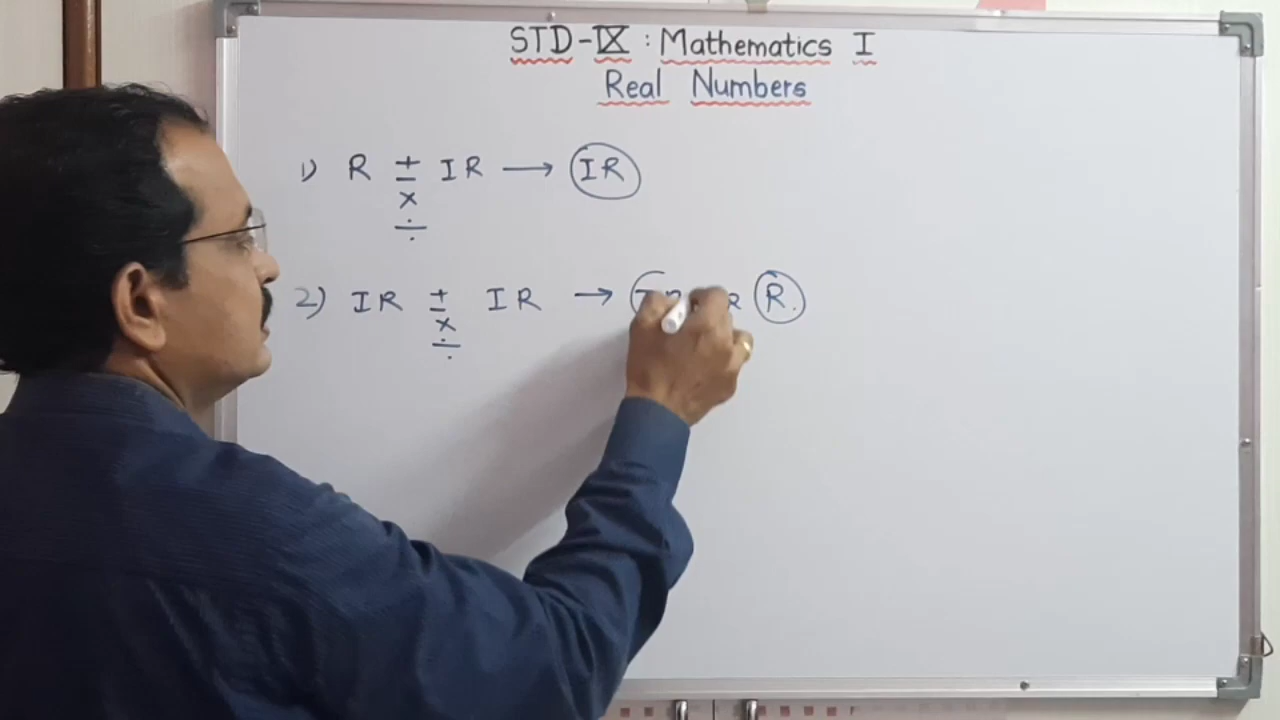 STD-IX : Mathematics I
Real Numbers
1) R ± IR → IR
×
÷
2) IR ± IR → R.
×
÷